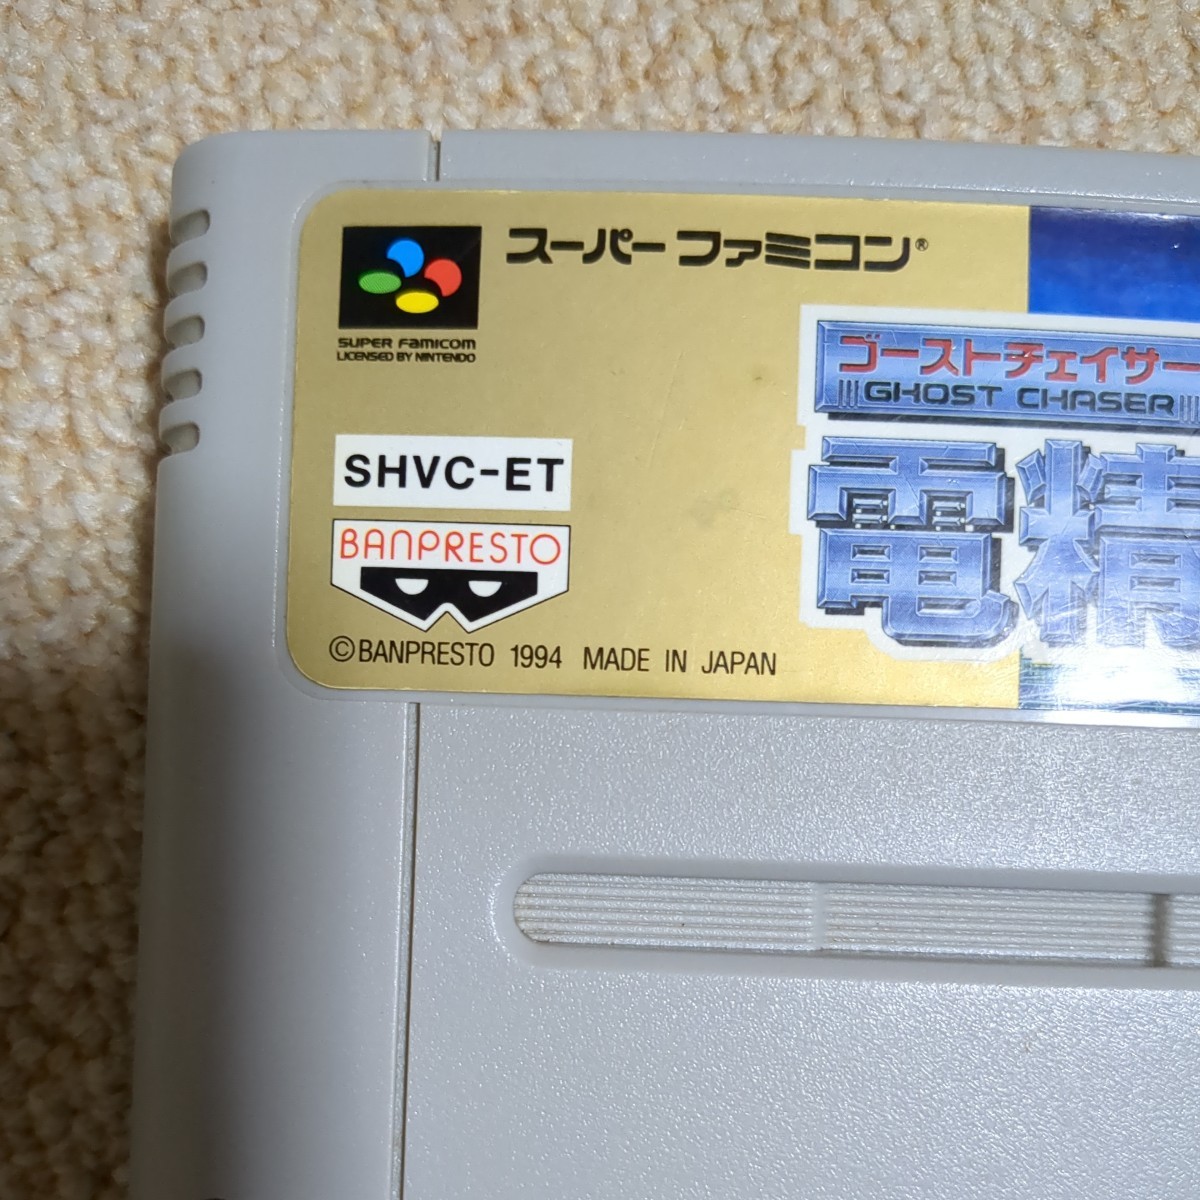 スーパーファミコン®
SUPER FAMICOM
LICENSED BY NINTENDO
ゴーストチェイサー
GHOST CHASER
電精
SHVC-ET
BANPRESTO
©BANPRESTO 1994 MADE IN JAPAN